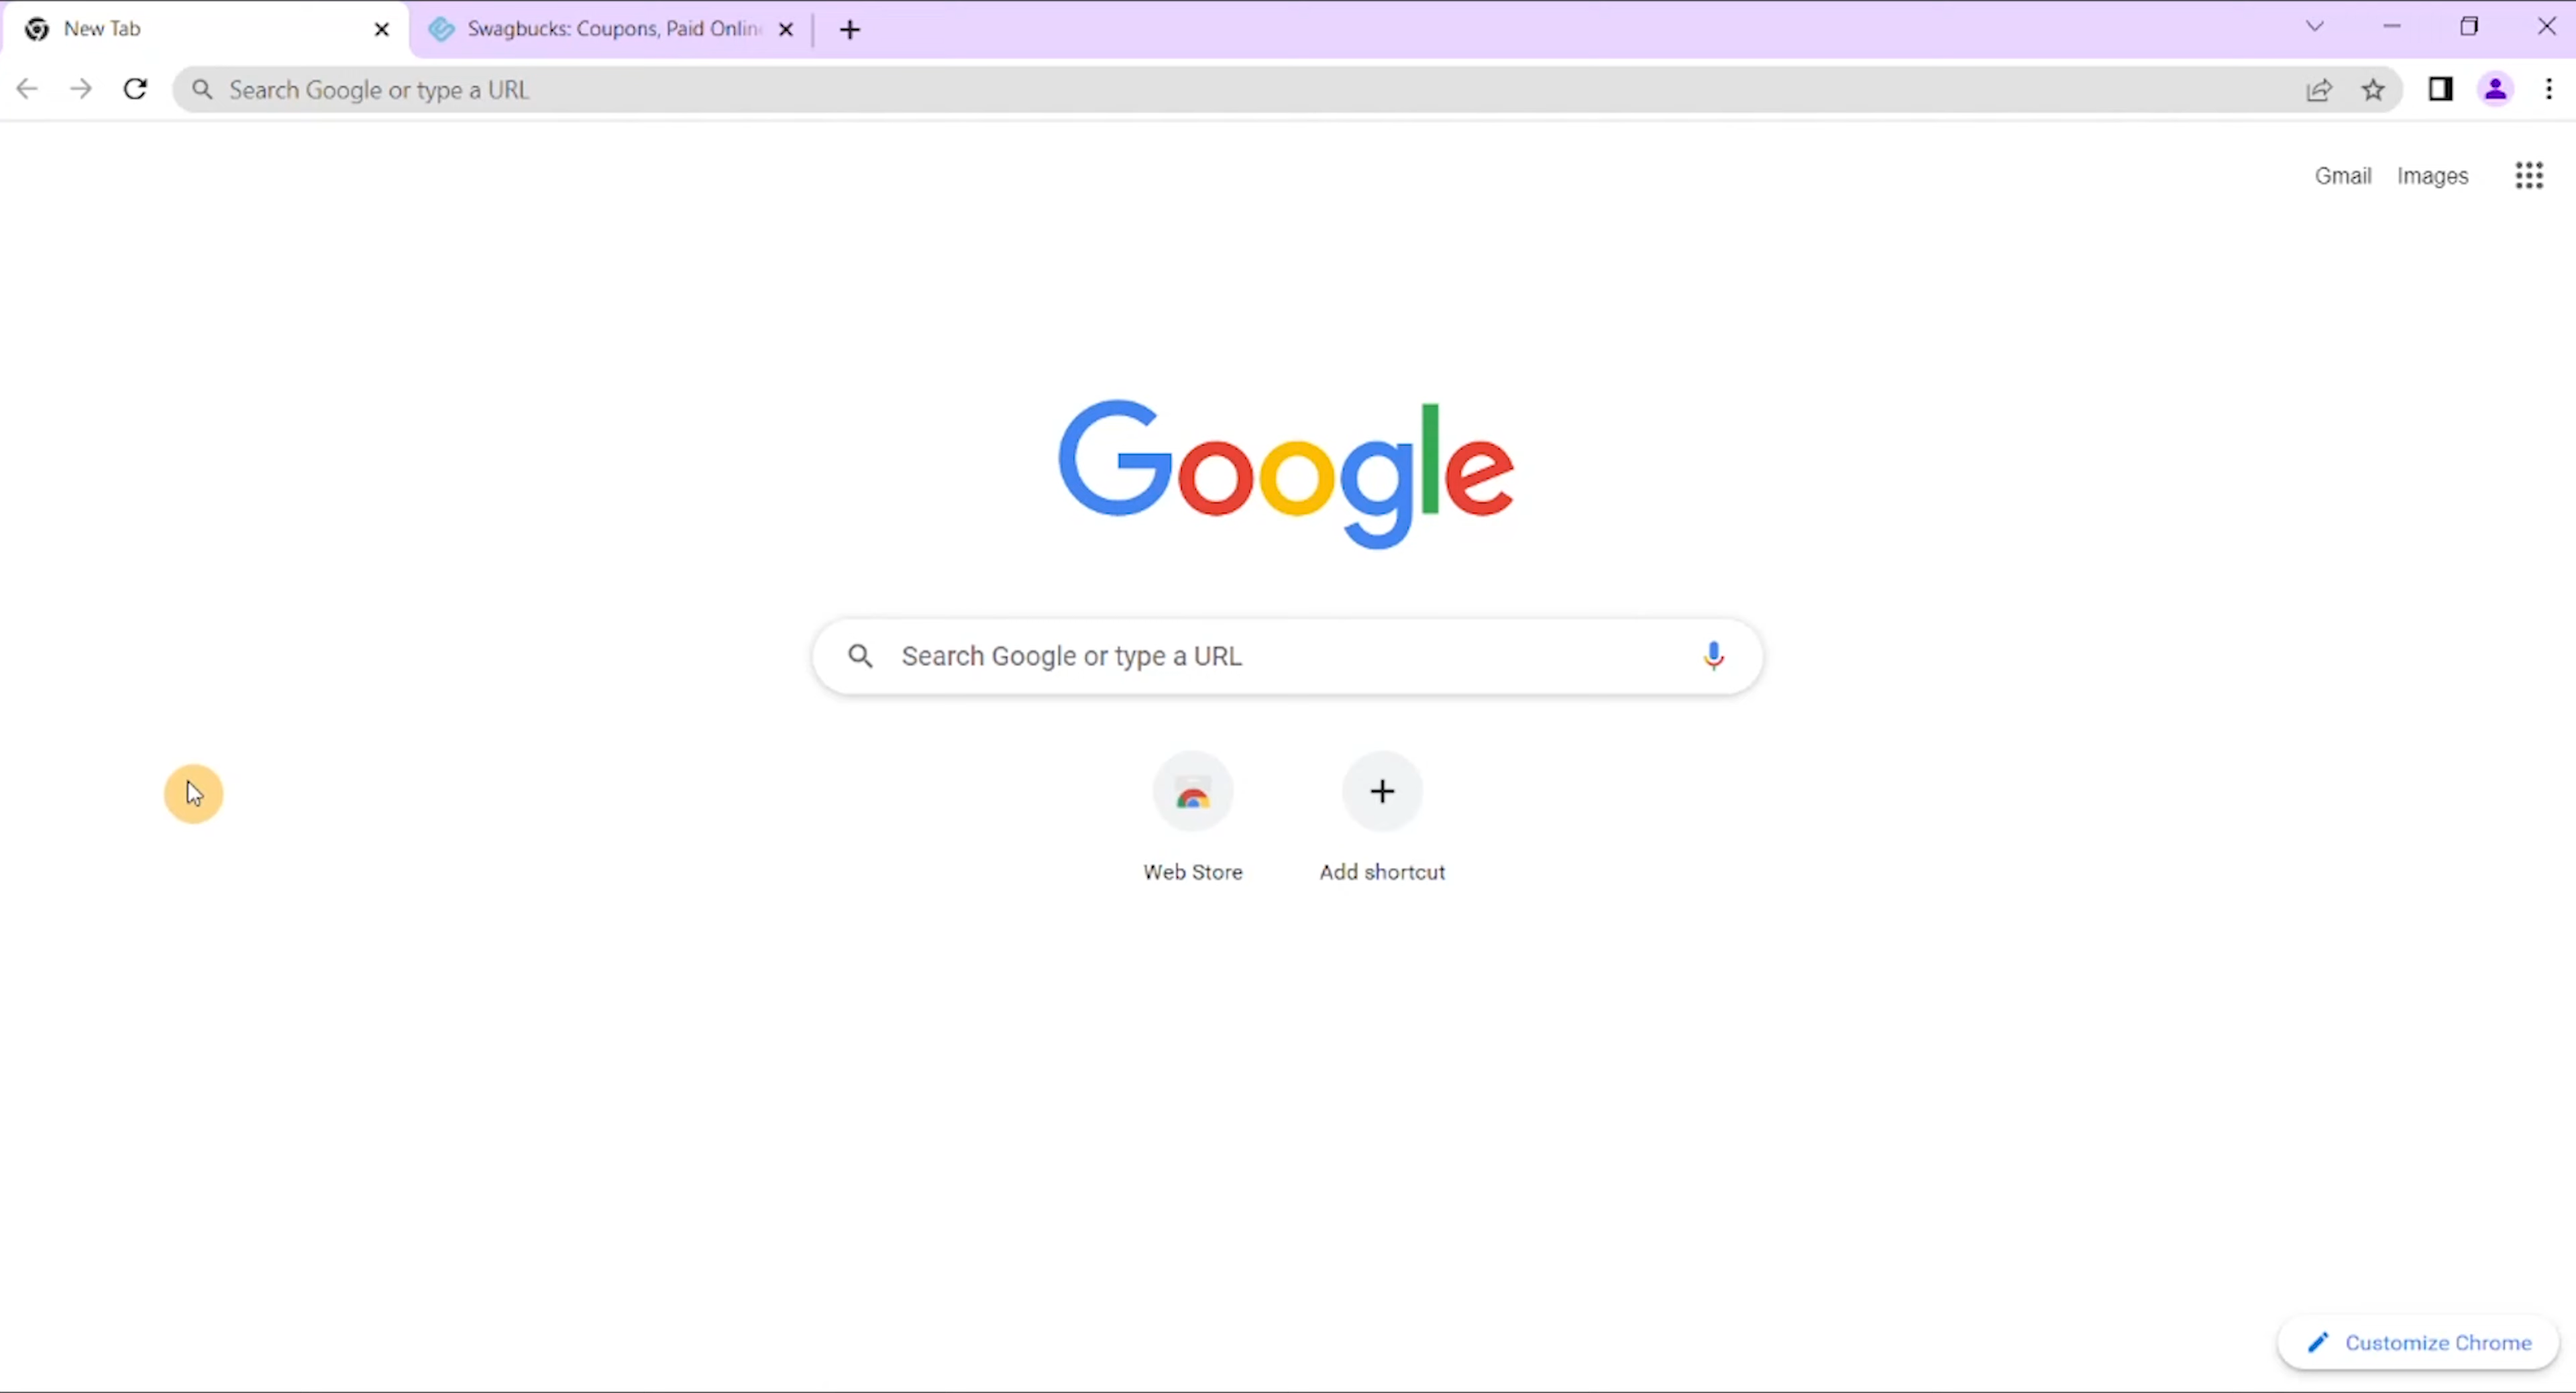 New Tab
Swagbucks: Coupons, Paid Onlin
Search Google or type a URL
Gmail Images
Google
Search Google or type a URL
Web Store Add shortcut
Customize Chrome